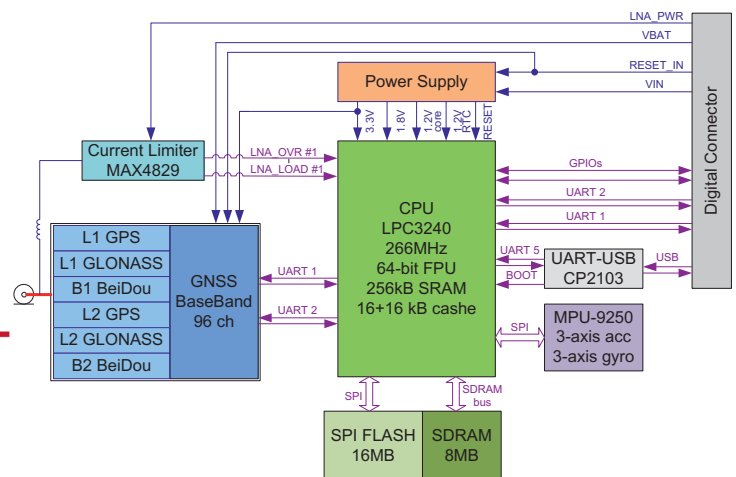 LNA_PWR
VBAT
RESET_IN
VIN
Digital Connector
Power Supply
3.3V
1.8V
1.2V
core
1.2V
RTC
RESET
Current Limiter
MAX4829
LNA_OVR #1
LNA_LOAD #1
CPU
LPC3240
266MHz
64-bit FPU
256kB SRAM
16+16 kB cashe
GPIOs
UART 2
UART 1
L1 GPS
L1 GLONASS
B1 BeiDou
L2 GPS
L2 GLONASS
B2 BeiDou
GNSS
BaseBand
96 ch
UART 1
UART 2
UART 5
BOOT
UART-USB
CP2103
USB
SPI
MPU-9250
3-axis acc
3-axis gyro
SPI
SDRAM
bus
SPI FLASH
16MB
SDRAM
8MB